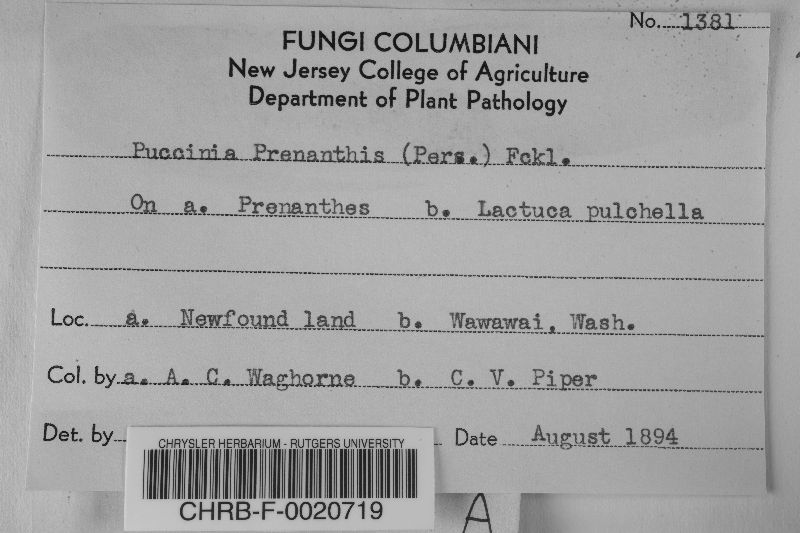 No. 1381
FUNGI COLUMBIANI
New Jersey College of Agriculture
Department of Plant Pathology
Puccinia Prenanthis (Pers.) Fckl.
On a. Prenanthes b. Lactuca pulchella
Loc. a. Newfound land b. Wawawai, Wash.
Col. by a. A. C. Waghorne b. C. V. Piper
Det. by Date August 1894
CHRYSLER HERBARIUM - RUTGERS UNIVERSITY
CHRB-F-0020719
A